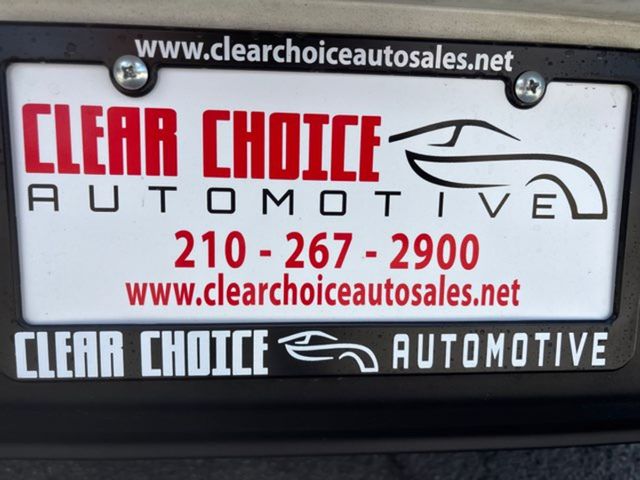 www.clearchoiceautosales.net
CLEAR CHOICE
AUTOMOTIVE
210 - 267 - 2900
www.clearchoiceautosales.net
CLEAR CHOICE AUTOMOTIVE